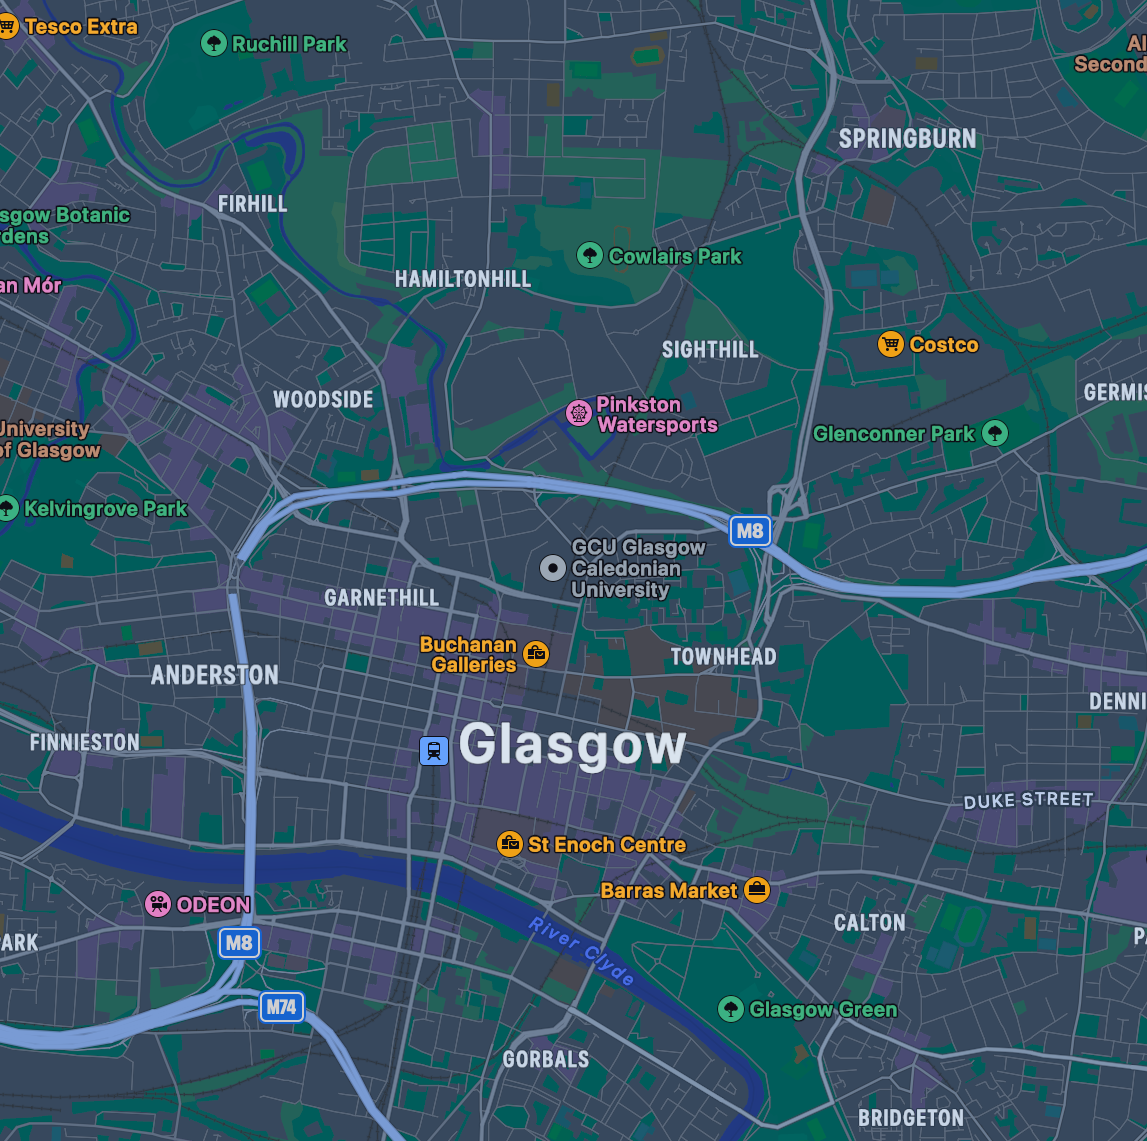 Tesco Extra
Ruchill Park
Al
Second
SPRINGBURN
FIRHILL
sgow Botanic
rdens
Cowlairs Park
HAMILTONHILL
an Mór
Costco
SIGHTHILL
GERMIS
WOODSIDE
Pinkston
Watersports
University
of Glasgow
Glenconner Park
Kelvingrove Park
M8
GCU Glasgow
Caledonian
University
GARNETHILL
Buchanan
Galleries
TOWNHEAD
ANDERSTON
DENNI
FINNIESTON
Glasgow
DUKE STREET
St Enoch Centre
Barras Market
ODEON
CALTON
River Clyde
ARK
M8
PA
M74
Glasgow Green
GORBALS
BRIDGETON